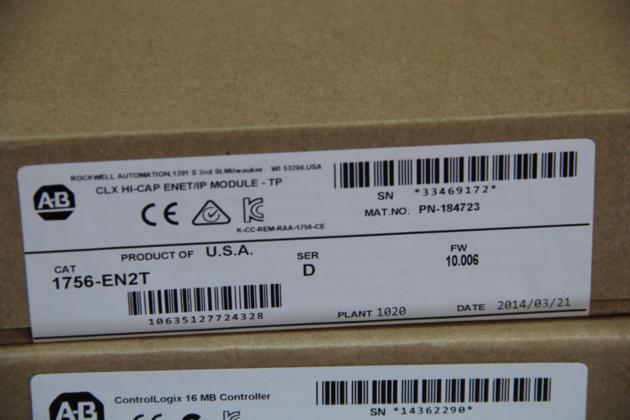 ROCKWELL AUTOMATION,1201 S 2nd St.Milwaukee. WI 53204,USA
CLX HI-CAP ENET/IP MODULE - TP
A·B
CE
K-CC-REM-RAA-1756-CE
SN *33469172*
MAT.NO. PN-184723
PRODUCT OF U.S.A.
CAT
1756-EN2T
SER
D
FW
10.006
10635127724328
PLANT 1020
DATE 2014/03/21
A·B
ControlLogix 16 MB Controller
SN *14362290*